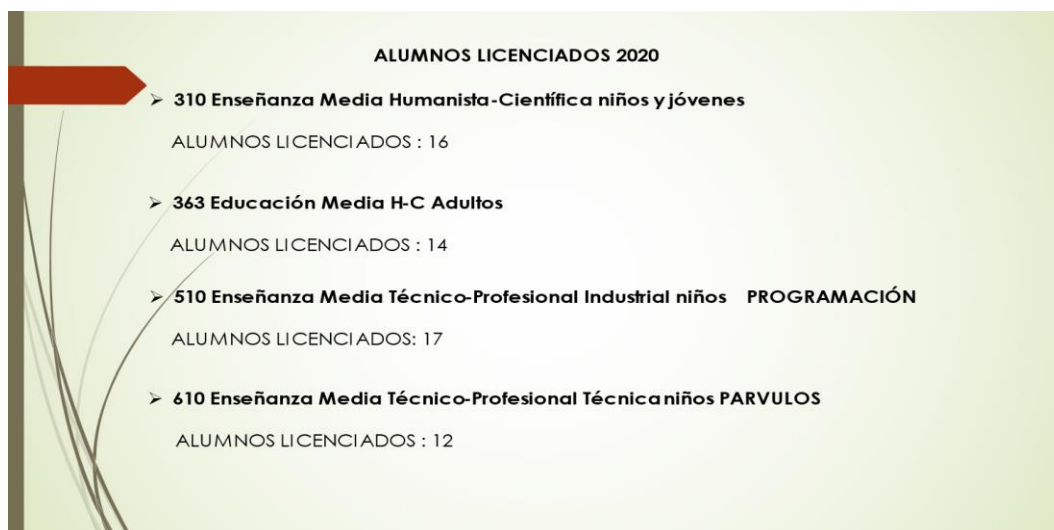 ALUMNOS LICENCIADOS 2020
➢ 310 Enseñanza Media Humanista-Científica niños y jóvenes
ALUMNOS LICENCIADOS : 16
➢ 363 Educación Media H-C Adultos
ALUMNOS LICENCIADOS : 14
➢ 510 Enseñanza Media Técnico-Profesional Industrial niños PROGRAMACIÓN
ALUMNOS LICENCIADOS: 17
➢ 610 Enseñanza Media Técnico-Profesional Técnica niños PARVULOS
ALUMNOS LICENCIADOS : 12